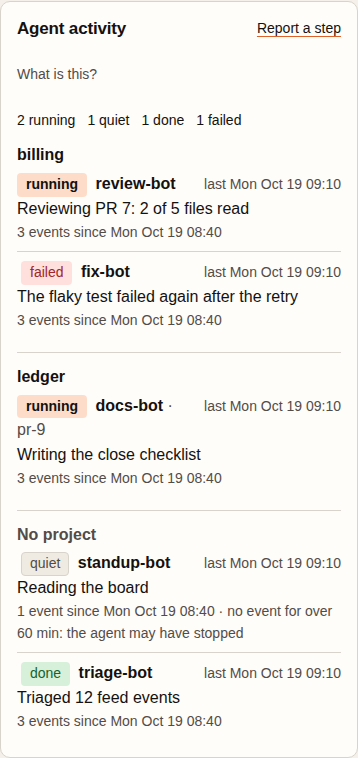 Agent activity Report a step
What is this?
2 running 1 quiet 1 done 1 failed
billing
running review-bot last Mon Oct 19 09:10
Reviewing PR 7: 2 of 5 files read
3 events since Mon Oct 19 08:40
failed fix-bot last Mon Oct 19 09:10
The flaky test failed again after the retry
3 events since Mon Oct 19 08:40
ledger
running docs-bot · last Mon Oct 19 09:10
pr-9
Writing the close checklist
3 events since Mon Oct 19 08:40
No project
quiet standup-bot last Mon Oct 19 09:10
Reading the board
1 event since Mon Oct 19 08:40 · no event for over
60 min: the agent may have stopped
done triage-bot last Mon Oct 19 09:10
Triaged 12 feed events
3 events since Mon Oct 19 08:40